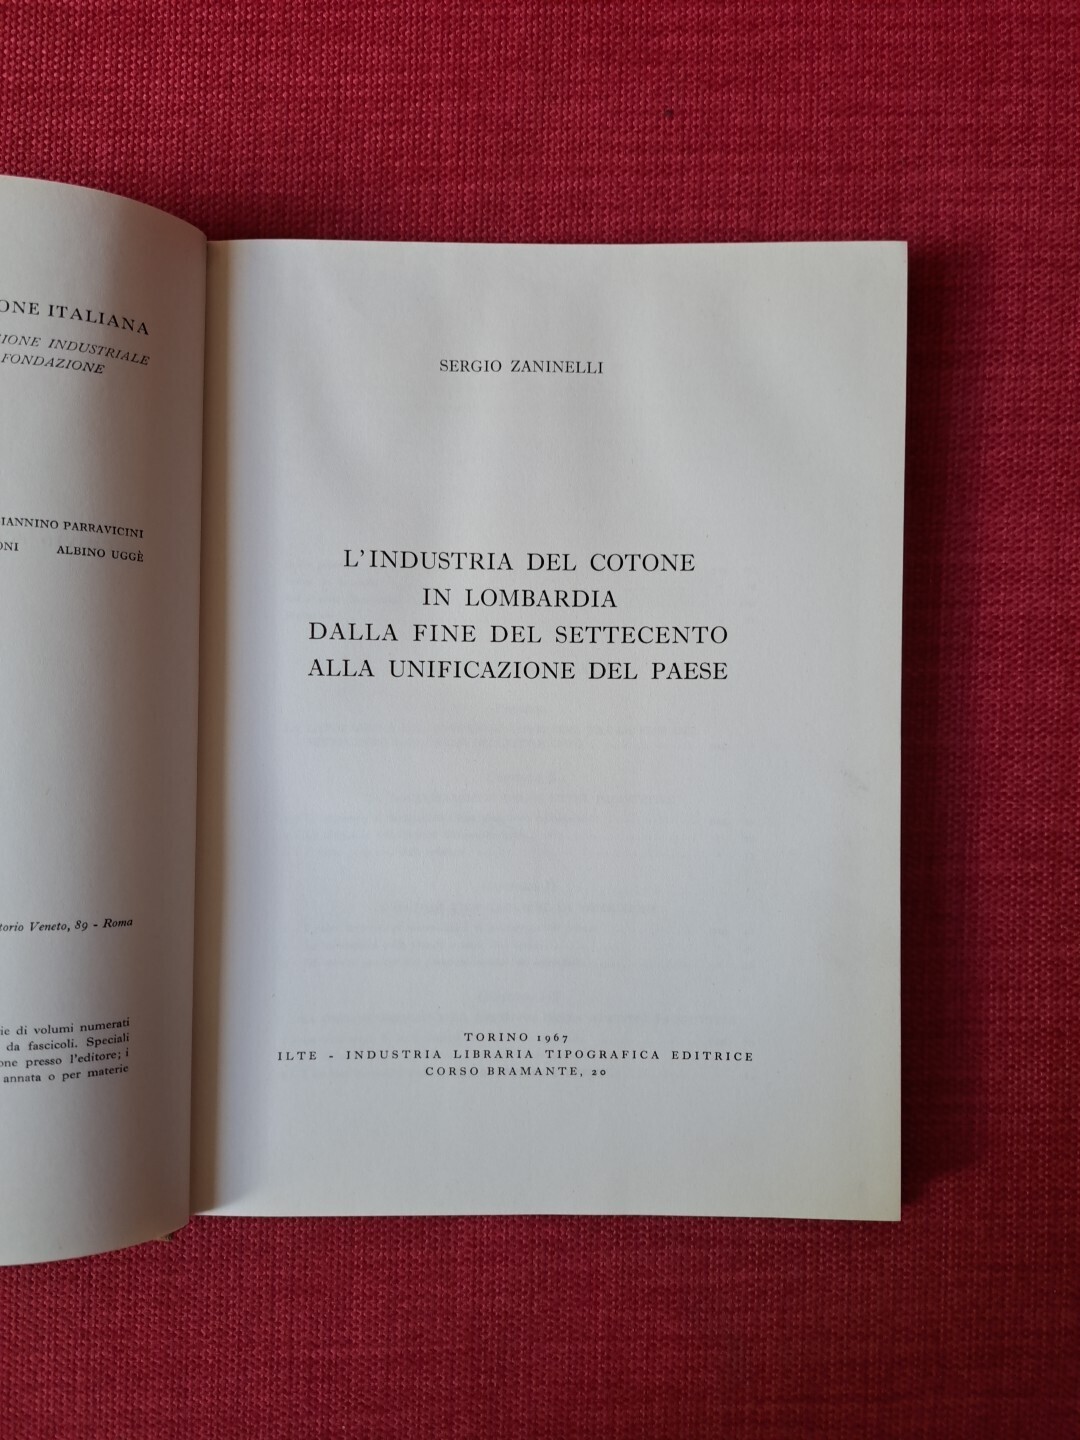 ONE ITALIANA
IONE INDUSTRIALE
FONDAZIONE
IANNINO PARRAVICINI
ONI ALBINO UGGÈ
torio Veneto, 89 - Roma
ie di volumi numerati
da fascicoli. Speciali
one presso l'editore; i
annata o per materie
SERGIO ZANINELLI
L'INDUSTRIA DEL COTONE
IN LOMBARDIA
DALLA FINE DEL SETTECENTO
ALLA UNIFICAZIONE DEL PAESE
TORINO 1967
ILTE - INDUSTRIA LIBRARIA TIPOGRAFICA EDITRICE
CORSO BRAMANTE, 20